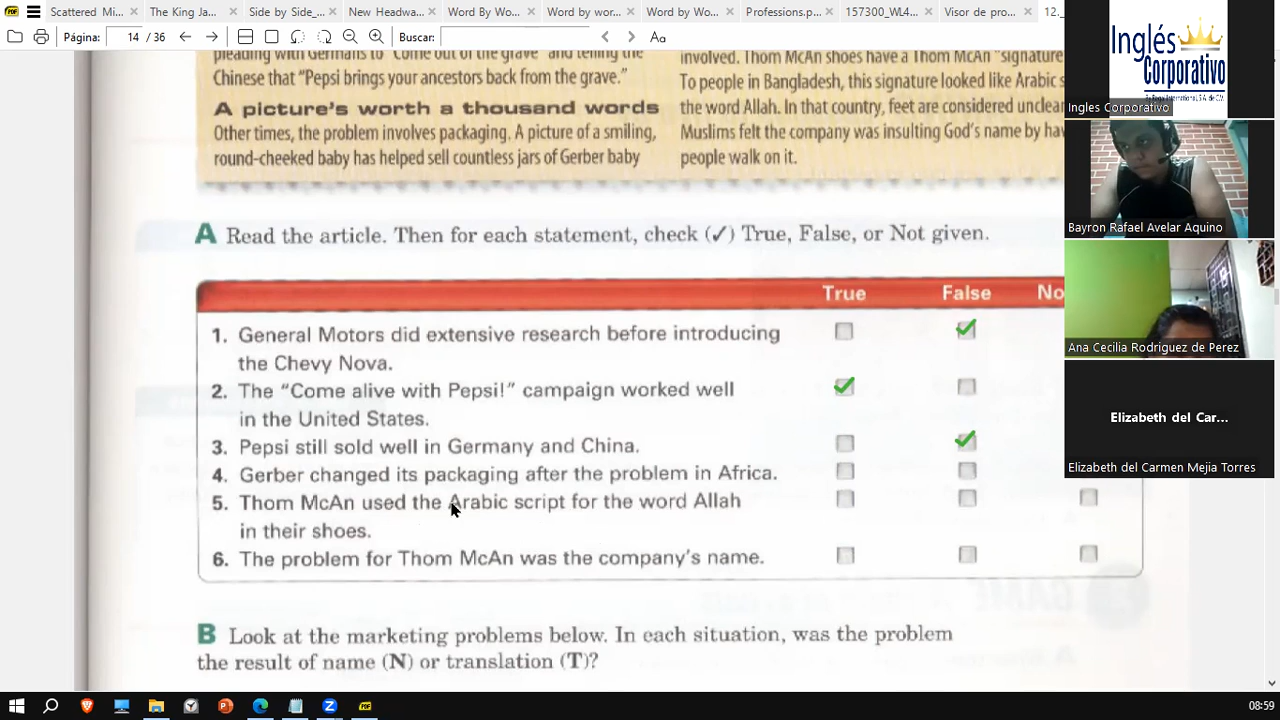 Scattered Mi...
The King Ja...
Side by Side_...
New Headwa...
Word By Wo...
Word by wor...
Word by Wo...
Professions.p...
157300_WL4...
Visor de pro...
12._
Página:
14 / 36
Buscar:
Aa
pleading with Germans to "Come out of the grave" and telling the
Chinese that "Pepsi brings your ancestors back from the grave."
A picture's worth a thousand words
Other times, the problem involves packaging. A picture of a smiling,
round-cheeked baby has helped sell countless jars of Gerber baby
involved. Thom McAn shoes have a Thom McAn "signature
To people in Bangladesh, this signature looked like Arabic s
the word Allah. In that country, feet are considered unclean
Muslims felt the company was insulting God's name by hav
people walk on it.
A Read the article. Then for each statement, check (✓) True, False, or Not given.
True False No
1. General Motors did extensive research before introducing
the Chevy Nova.
2. The "Come alive with Pepsi!" campaign worked well
in the United States.
3. Pepsi still sold well in Germany and China.
4. Gerber changed its packaging after the problem in Africa.
5. Thom McAn used the Arabic script for the word Allah
in their shoes.
6. The problem for Thom McAn was the company's name.
B Look at the marketing problems below. In each situation, was the problem
the result of name (N) or translation (T)?
Inglés
Corporativo
Ingles Corporativo
Bayron Rafael Avelar Aquino
Ana Cecilia Rodriguez de Perez
Elizabeth del Car...
Elizabeth del Carmen Mejia Torres
08:59